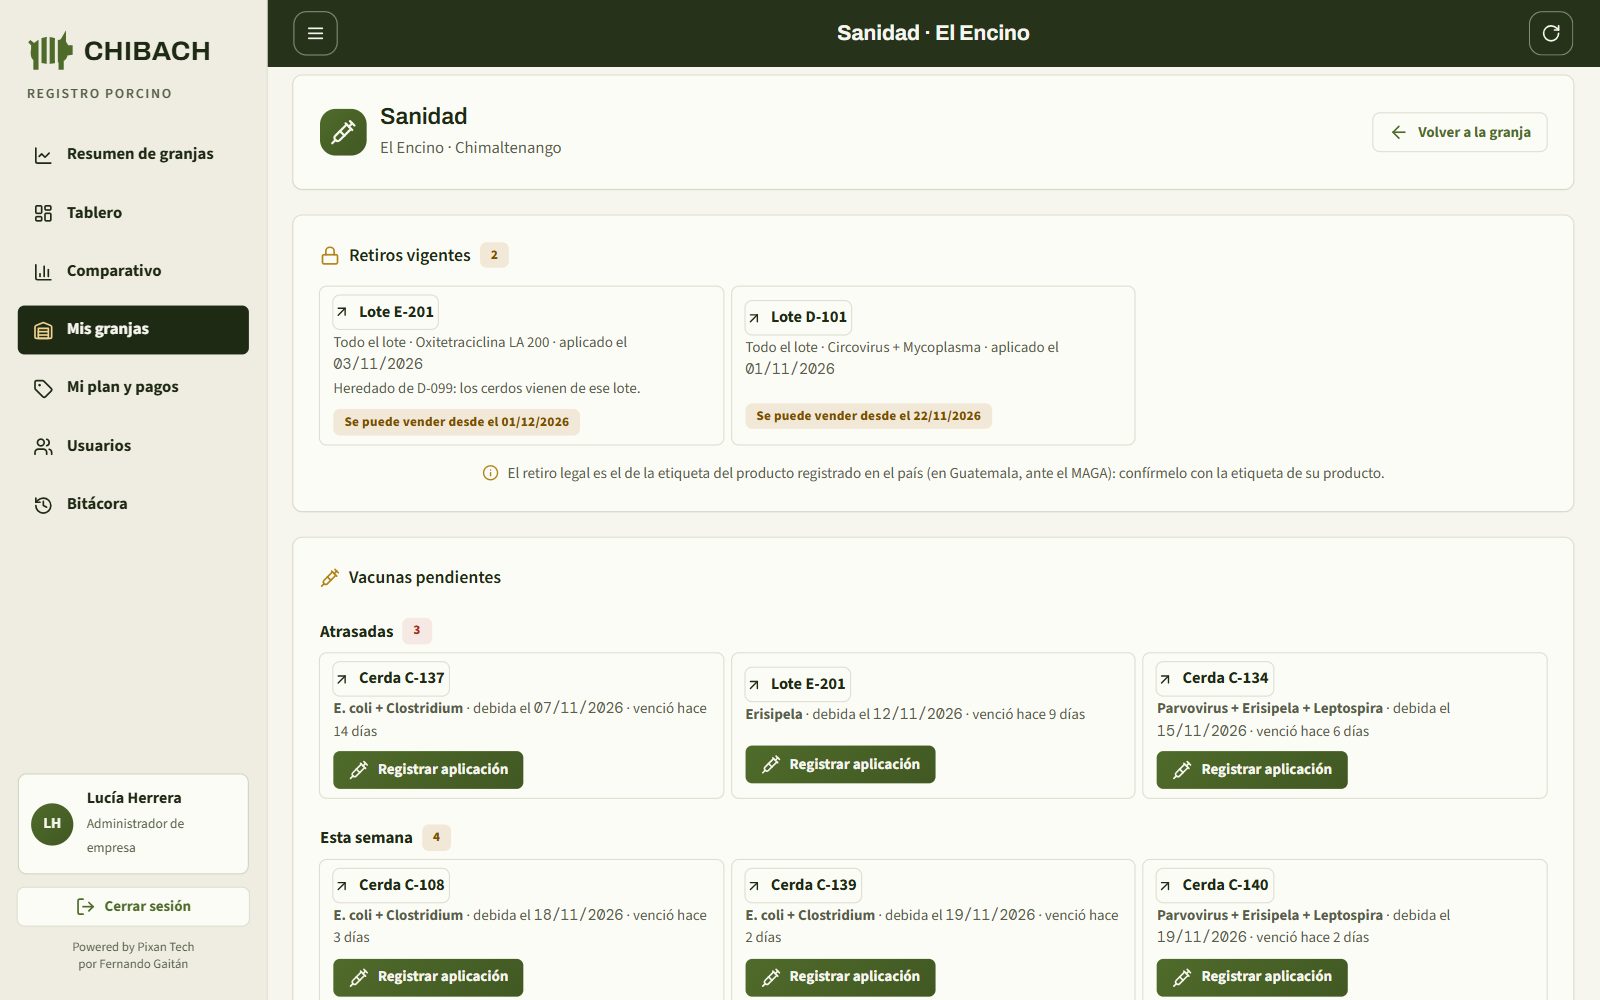 CHIBACH
REGISTRO PORCINO
Resumen de granjas
Tablero
Comparativo
Mis granjas
Mi plan y pagos
Usuarios
Bitácora
LH
Lucía Herrera
Administrador de
empresa
Cerrar sesión
Powered by Pixan Tech
por Fernando Gaitán
Sanidad · El Encino
Sanidad
El Encino · Chimaltenango
Volver a la granja
Retiros vigentes 2
Lote E-201
Todo el lote · Oxitetraciclina LA 200 · aplicado el
03/11/2026
Heredado de D-099: los cerdos vienen de ese lote.
Se puede vender desde el 01/12/2026
Lote D-101
Todo el lote · Circovirus + Mycoplasma · aplicado el
01/11/2026
Se puede vender desde el 22/11/2026
El retiro legal es el de la etiqueta del producto registrado en el país (en Guatemala, ante el MAGA): confírmelo con la etiqueta de su producto.
Vacunas pendientes
Atrasadas 3
Cerda C-137
E. coli + Clostridium · debida el 07/11/2026 · venció hace
14 días
Registrar aplicación
Lote E-201
Erisipela · debida el 12/11/2026 · venció hace 9 días
Registrar aplicación
Cerda C-134
Parvovirus + Erisipela + Leptospira · debida el
15/11/2026 · venció hace 6 días
Registrar aplicación
Esta semana 4
Cerda C-108
E. coli + Clostridium · debida el 18/11/2026 · venció hace
3 días
Registrar aplicación
Cerda C-139
E. coli + Clostridium · debida el 19/11/2026 · venció hace
2 días
Registrar aplicación
Cerda C-140
Parvovirus + Erisipela + Leptospira · debida el
19/11/2026 · venció hace 2 días
Registrar aplicación